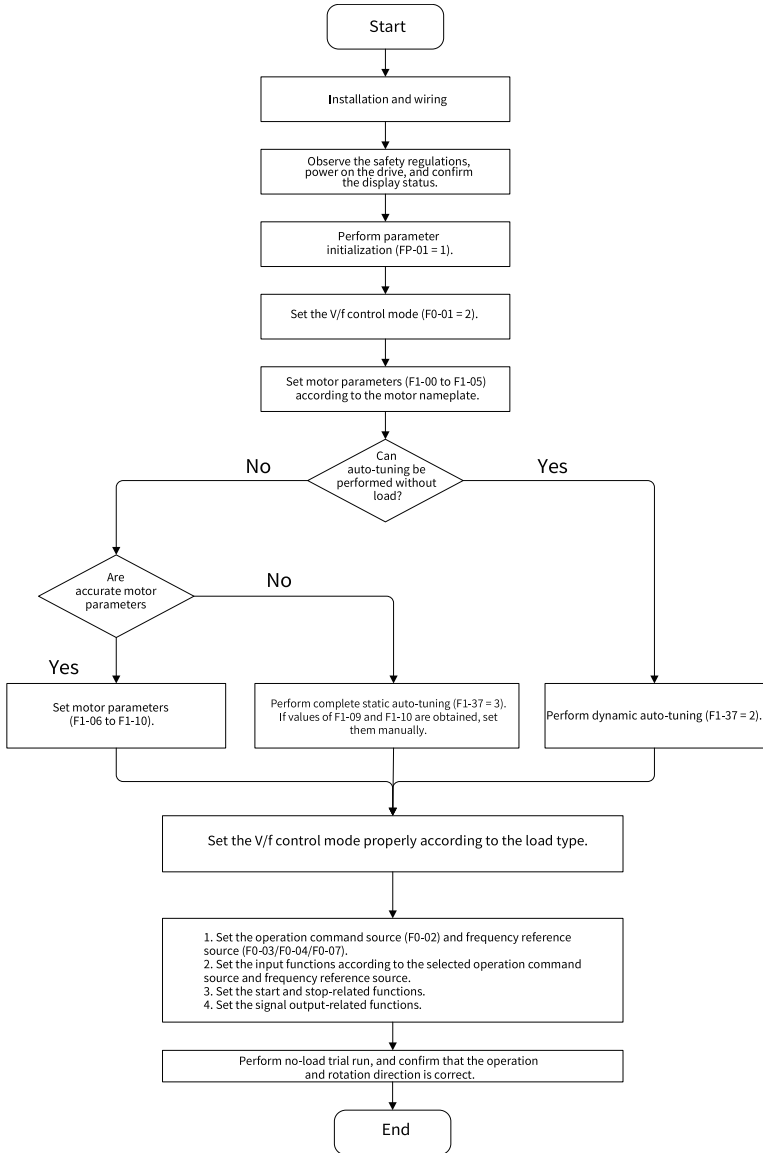 Start
Installation and wiring
Observe the safety regulations,
power on the drive, and confirm
the display status.
Perform parameter
initialization (FP-01 = 1).
Set the V/f control mode (F0-01 = 2).
Set motor parameters (F1-00 to F1-05)
according to the motor nameplate.
Can
auto-tuning be
performed without
load?
No
Yes
Are
accurate motor
parameters
No
Yes
Set motor parameters
(F1-06 to F1-10).
Perform complete static auto-tuning (F1-37 = 3).
If values of F1-09 and F1-10 are obtained, set
them manually.
Perform dynamic auto-tuning (F1-37 = 2).
Set the V/f control mode properly according to the load type.
1. Set the operation command source (F0-02) and frequency reference
source (F0-03/F0-04/F0-07).
2. Set the input functions according to the selected operation command
source and frequency reference source.
3. Set the start and stop-related functions.
4. Set the signal output-related functions.
Perform no-load trial run, and confirm that the operation
and rotation direction is correct.
End